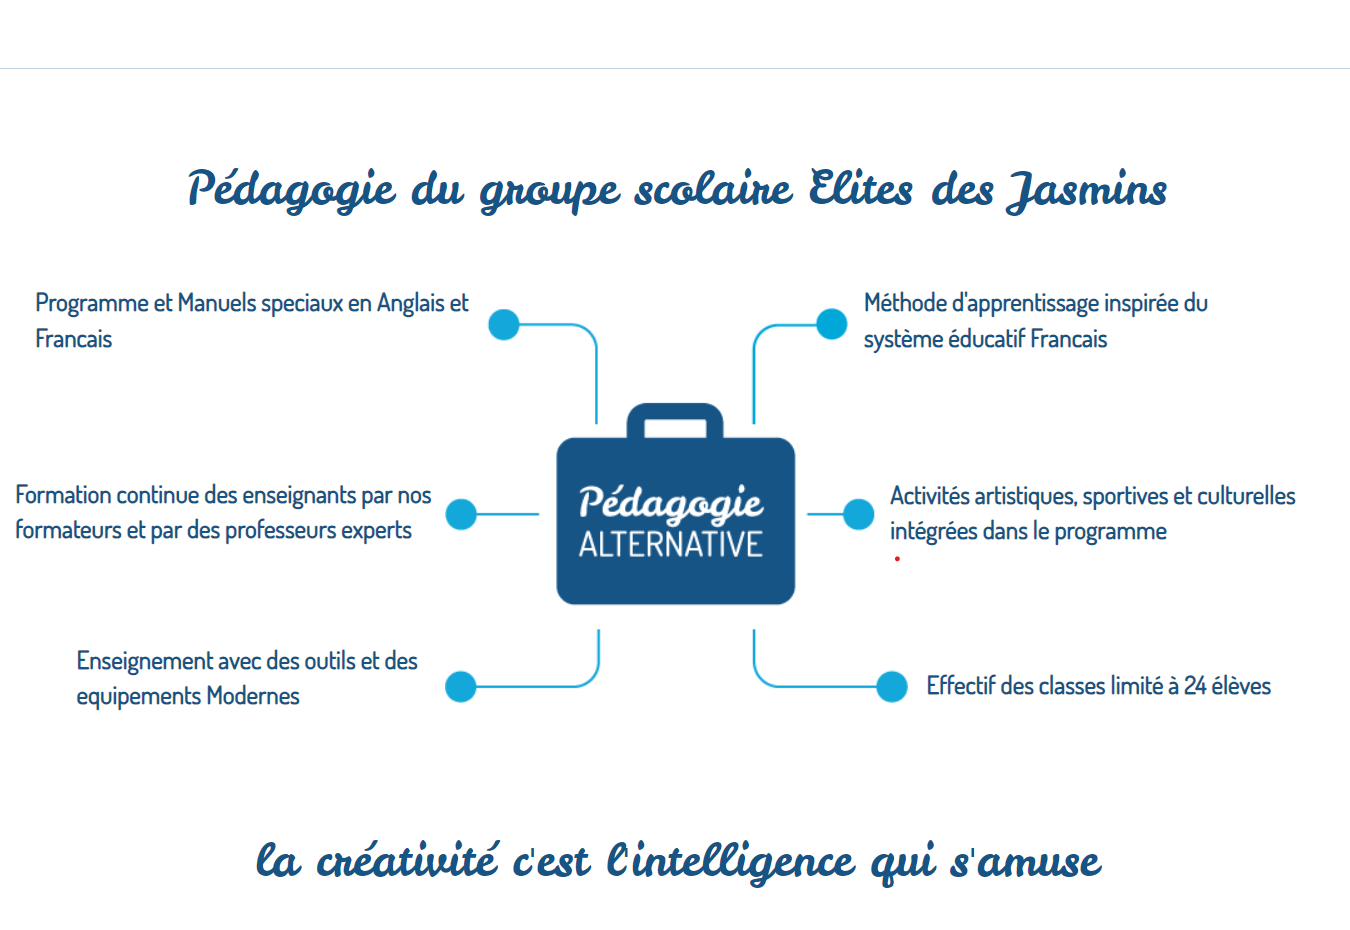 Pédagogie du groupe scolaire Elites des Jasmins
Programme et Manuels speciaux en Anglais et
Francais
Méthode d'apprentissage inspirée du
système éducatif Francais
Formation continue des enseignants par nos
formateurs et par des professeurs experts
Pédagogie
ALTERNATIVE
Activités artistiques, sportives et culturelles
intégrées dans le programme
Enseignement avec des outils et des
equipements Modernes
Effectif des classes limité à 24 élèves
la créativité c'est l'intelligence qui s'amuse